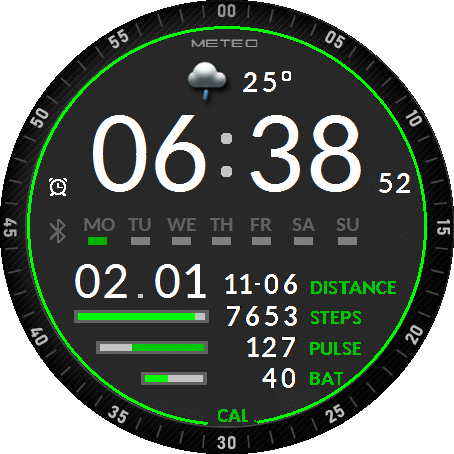 00
55
05
METEO
25°
50
10
06:38
52
MO TU WE TH FR SA SU
45
15
02.01
11-06 DISTANCE
7653 STEPS
127 PULSE
40 BAT
40
20
CAL.
35
25
30